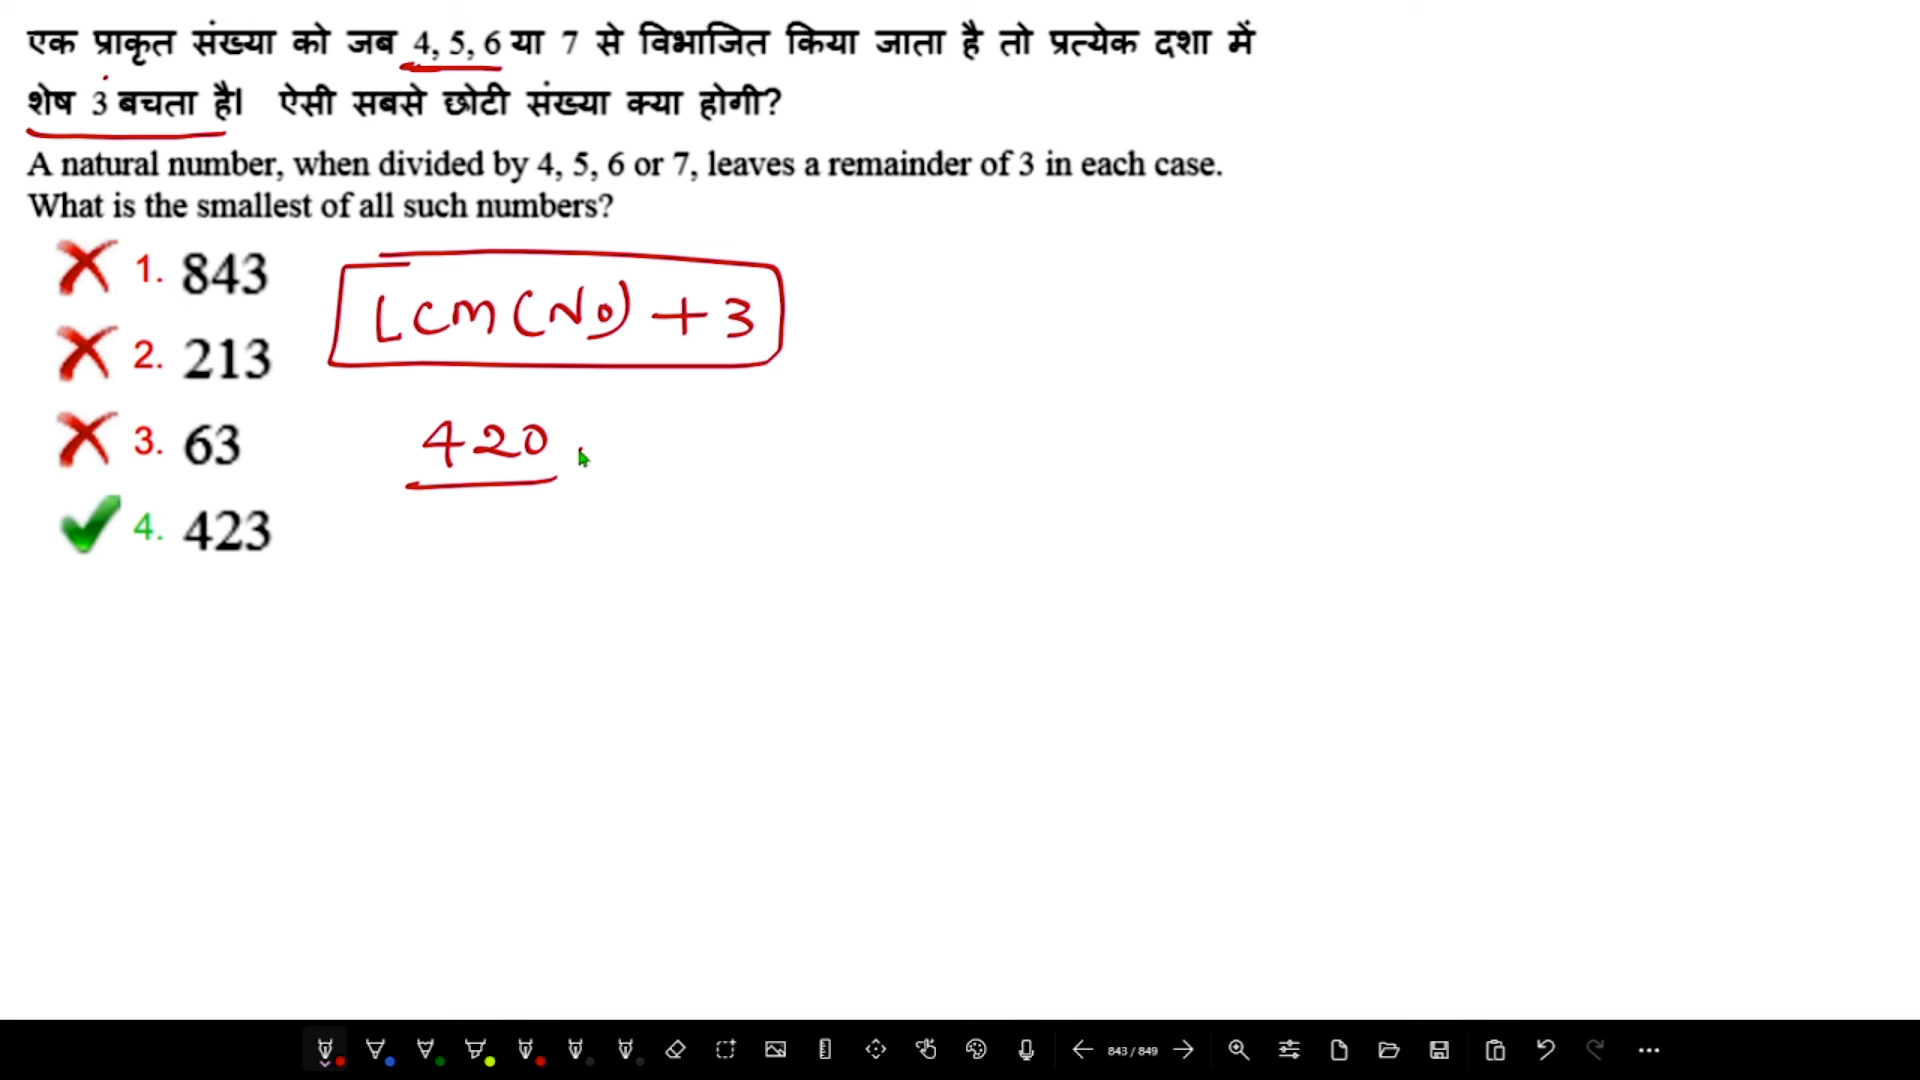 एक प्राकृत संख्या को जब 4, 5, 6 या 7 से विभाजित किया जाता है तो प्रत्येक दशा में
शेष 3 बचता है। ऐसी सबसे छोटी संख्या क्या होगी?
A natural number, when divided by 4, 5, 6 or 7, leaves a remainder of 3 in each case.
What is the smallest of all such numbers?
1. 843
LCM (No) + 3
2. 213
420
3. 63
4. 423
843 / 849